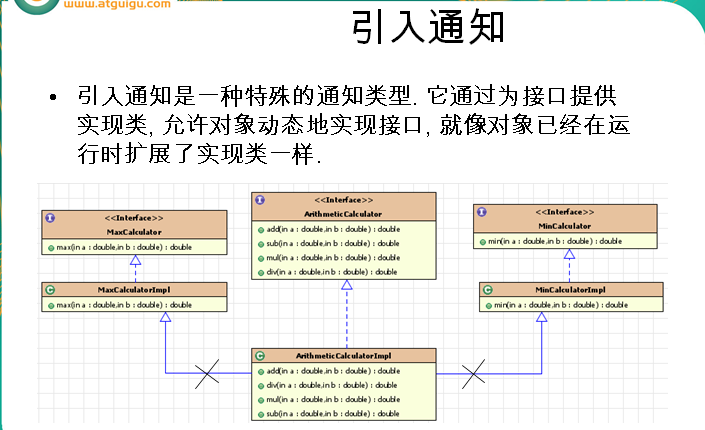 www.atguigu.com
引入通知
• 引入通知是一种特殊的通知类型. 它通过为接口提供
实现类, 允许对象动态地实现接口, 就像对象已经在运
行时扩展了实现类一样.
I
<<Interface>>
MaxCalculator
max(in a : double,in b : double) : double
C
MaxCalculatorImpl
max(in a : double,in b : double) : double
I
<<Interface>>
ArithmeticCalculator
add(in a : double,in b : double) : double
sub(in a : double,in b : double) : double
mul(in a : double,in b : double) : double
div(in a : double,in b : double) : double
I
<<Interface>>
MinCalculator
min(in a : double,in b : double) : double
C
MinCalculatorImpl
min(in a : double,in b : double) : double
C
ArithmeticCalculatorImpl
add(in a : double,in b : double) : double
div(in a : double,in b : double) : double
mul(in a : double,in b : double) : double
sub(in a : double,in b : double) : double